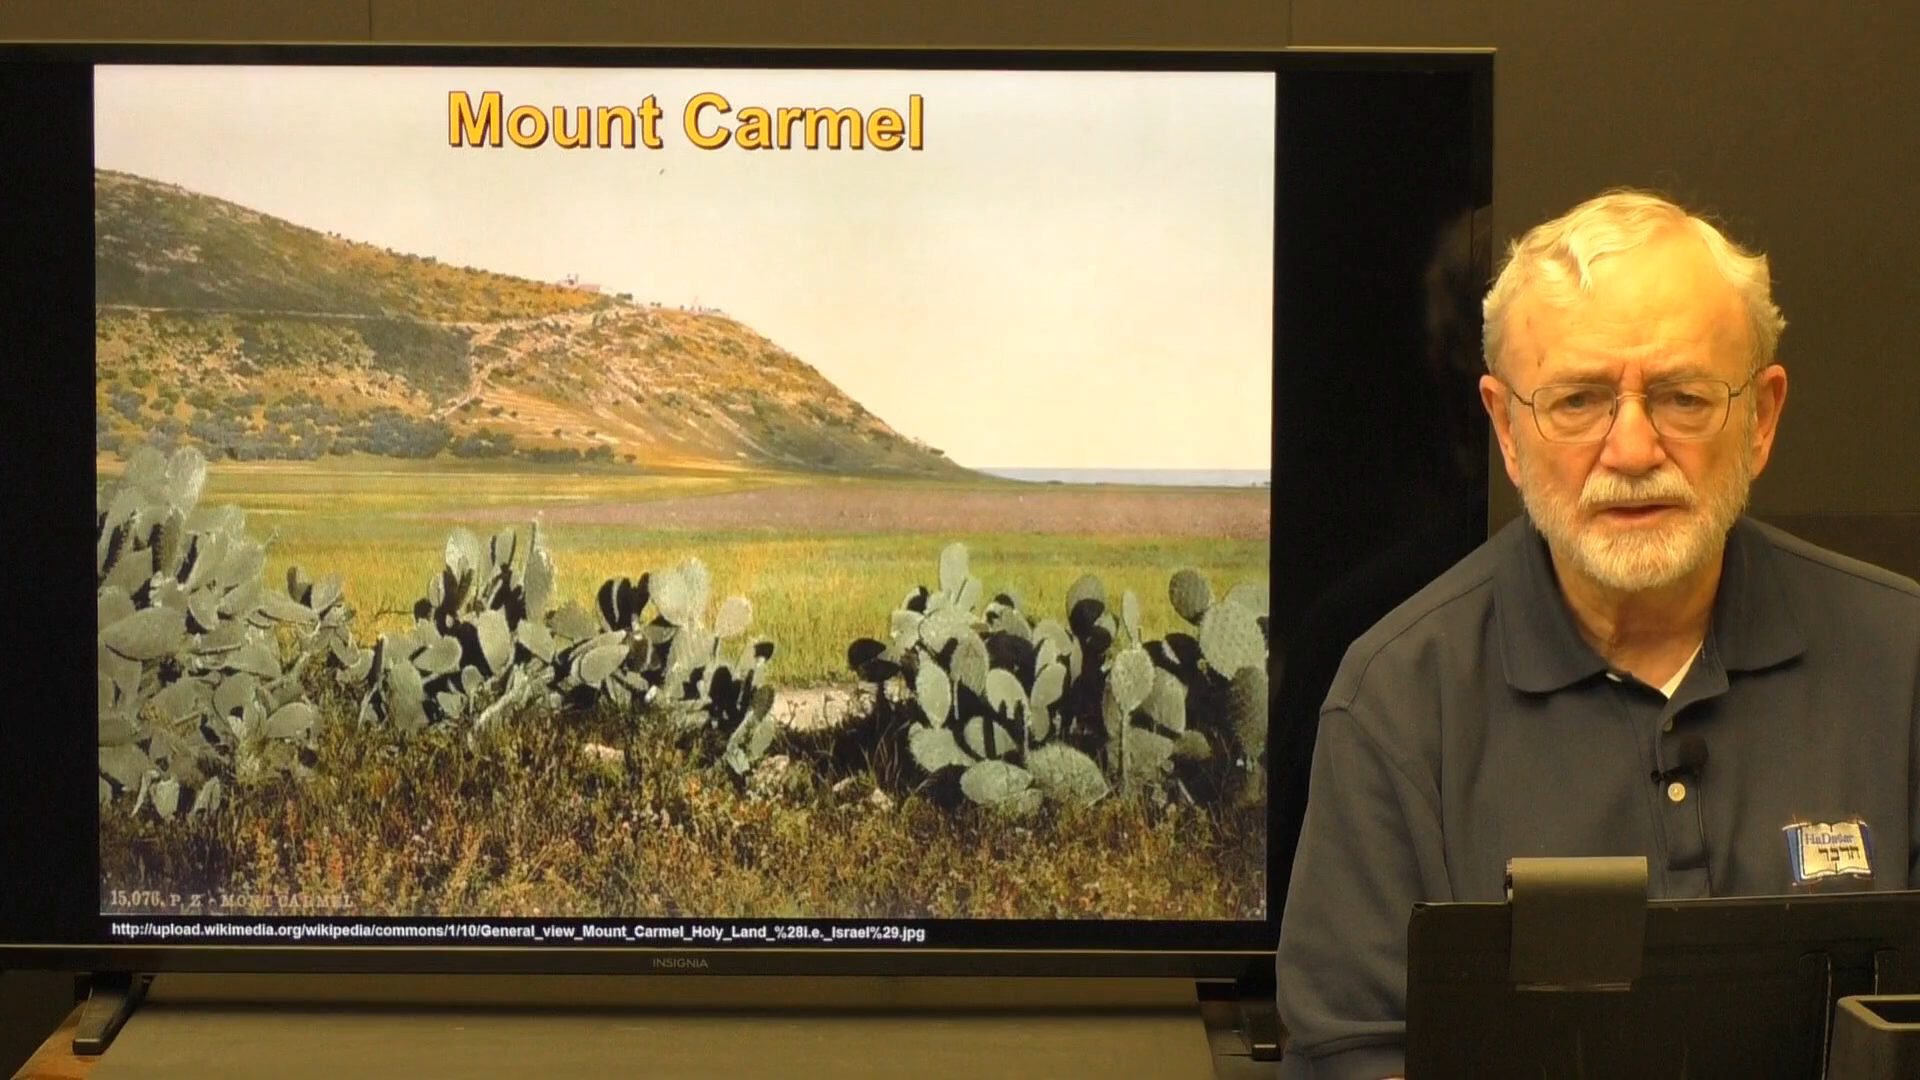 Mount Carmel
15,076. P. Z - MONT CARMEL
http://upload.wikimedia.org/wikipedia/commons/1/10/General_view_Mount_Carmel_Holy_Land_%28i.e._Israel%29.jpg
INSIGNIA
HaDavar
הדבר